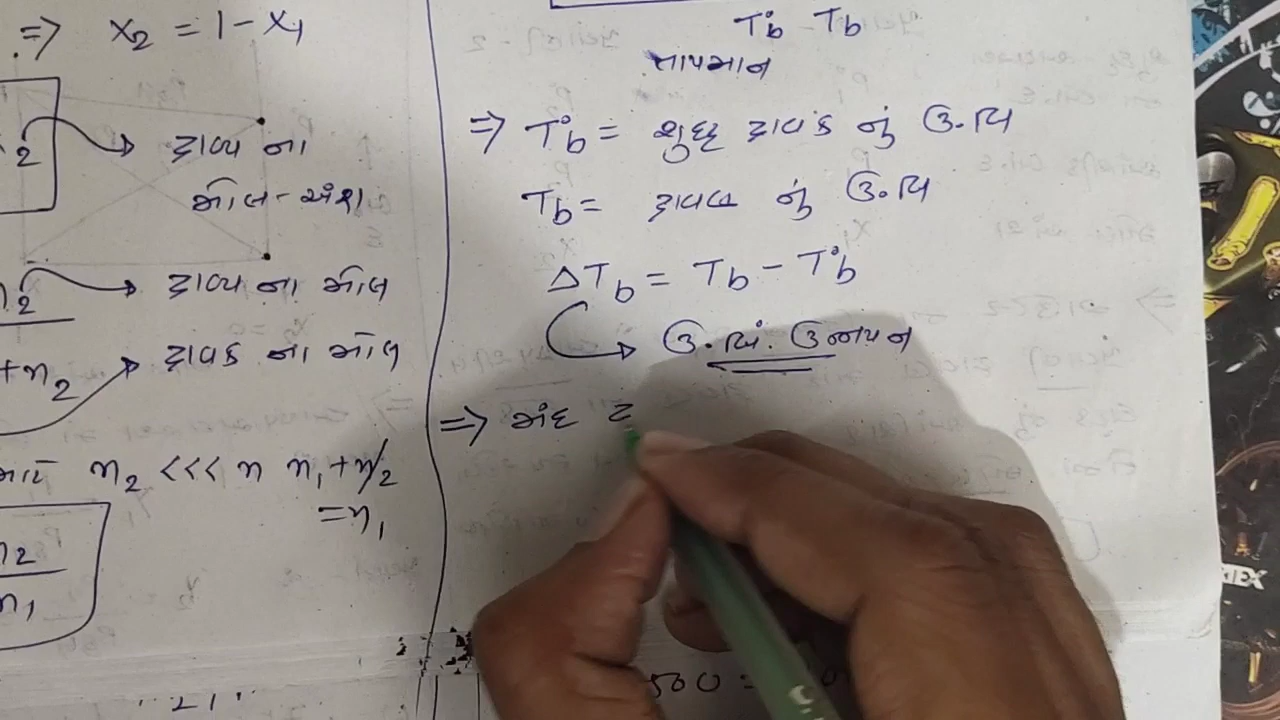 ⇒ x₂ = 1 - x₁
2 → દ્રાવ્ય ના
મોલ-અંશ
n₂ → દ્રાવ્ય ના મોલ
+n₂ → દ્રાવક ના મોલ
માટે n₂ <<< n n₁+n₂
= n₁
n₂
n₁
T°b - Tb
તાપમાન
⇒ T°b = શુદ્ધ દ્રાવક નું ઉ.બિં
Tb = દ્રાવણ નું ઉ.બિં
ΔTb = Tb - T°b
→ ઉ.બિં. ઉન્નયન
⇒ મંદ
500 =